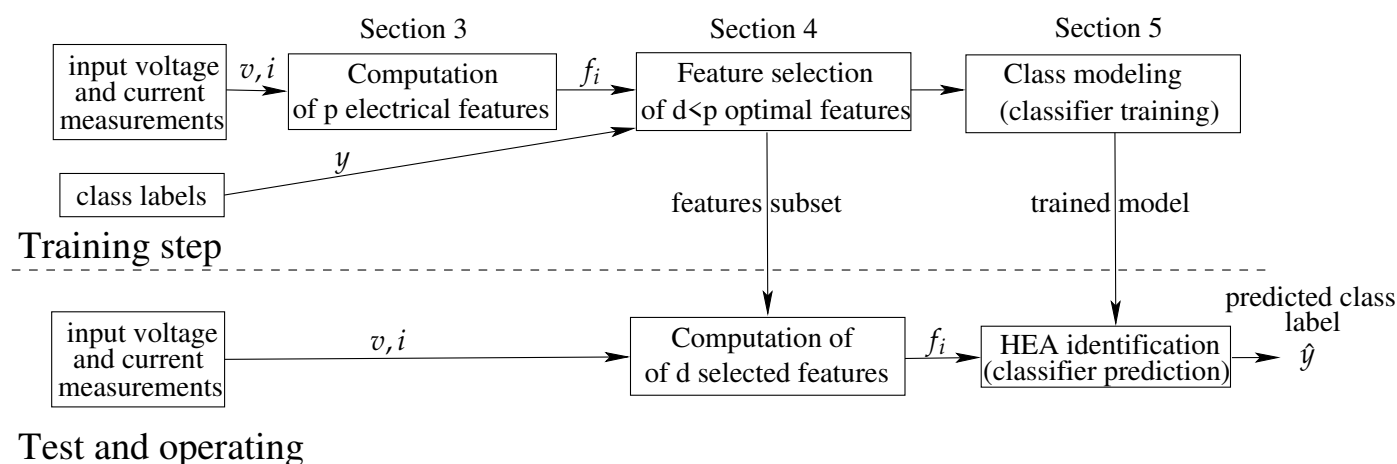 Section 3
Section 4
Section 5
input voltage
and current
measurements
v, i
Computation
of p electrical features
f_i
Feature selection
of d<p optimal features
Class modeling
(classifier training)
y
class labels
features subset
trained model
Training step
input voltage
and current
measurements
v, i
Computation of
of d selected features
f_i
HEA identification
(classifier prediction)
predicted class
label
ŷ
Test and operating